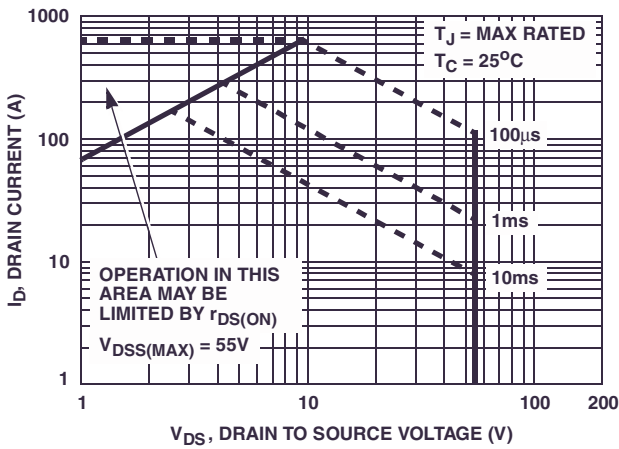 1000
100
10
1
I_D, DRAIN CURRENT (A)
T_J = MAX RATED
T_C = 25°C
100μs
1ms
10ms
OPERATION IN THIS
AREA MAY BE
LIMITED BY r_DS(ON)
V_DSS(MAX) = 55V
1
10
100
200
V_DS, DRAIN TO SOURCE VOLTAGE (V)